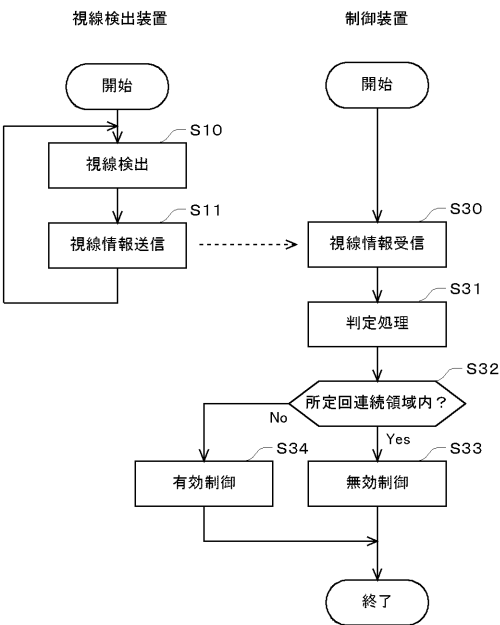 視線検出装置
制御装置
開始
開始
S10
視線検出
S11
視線情報送信
S30
視線情報受信
S31
判定処理
S32
所定回連続領域内？
No
Yes
S34
有効制御
S33
無効制御
終了